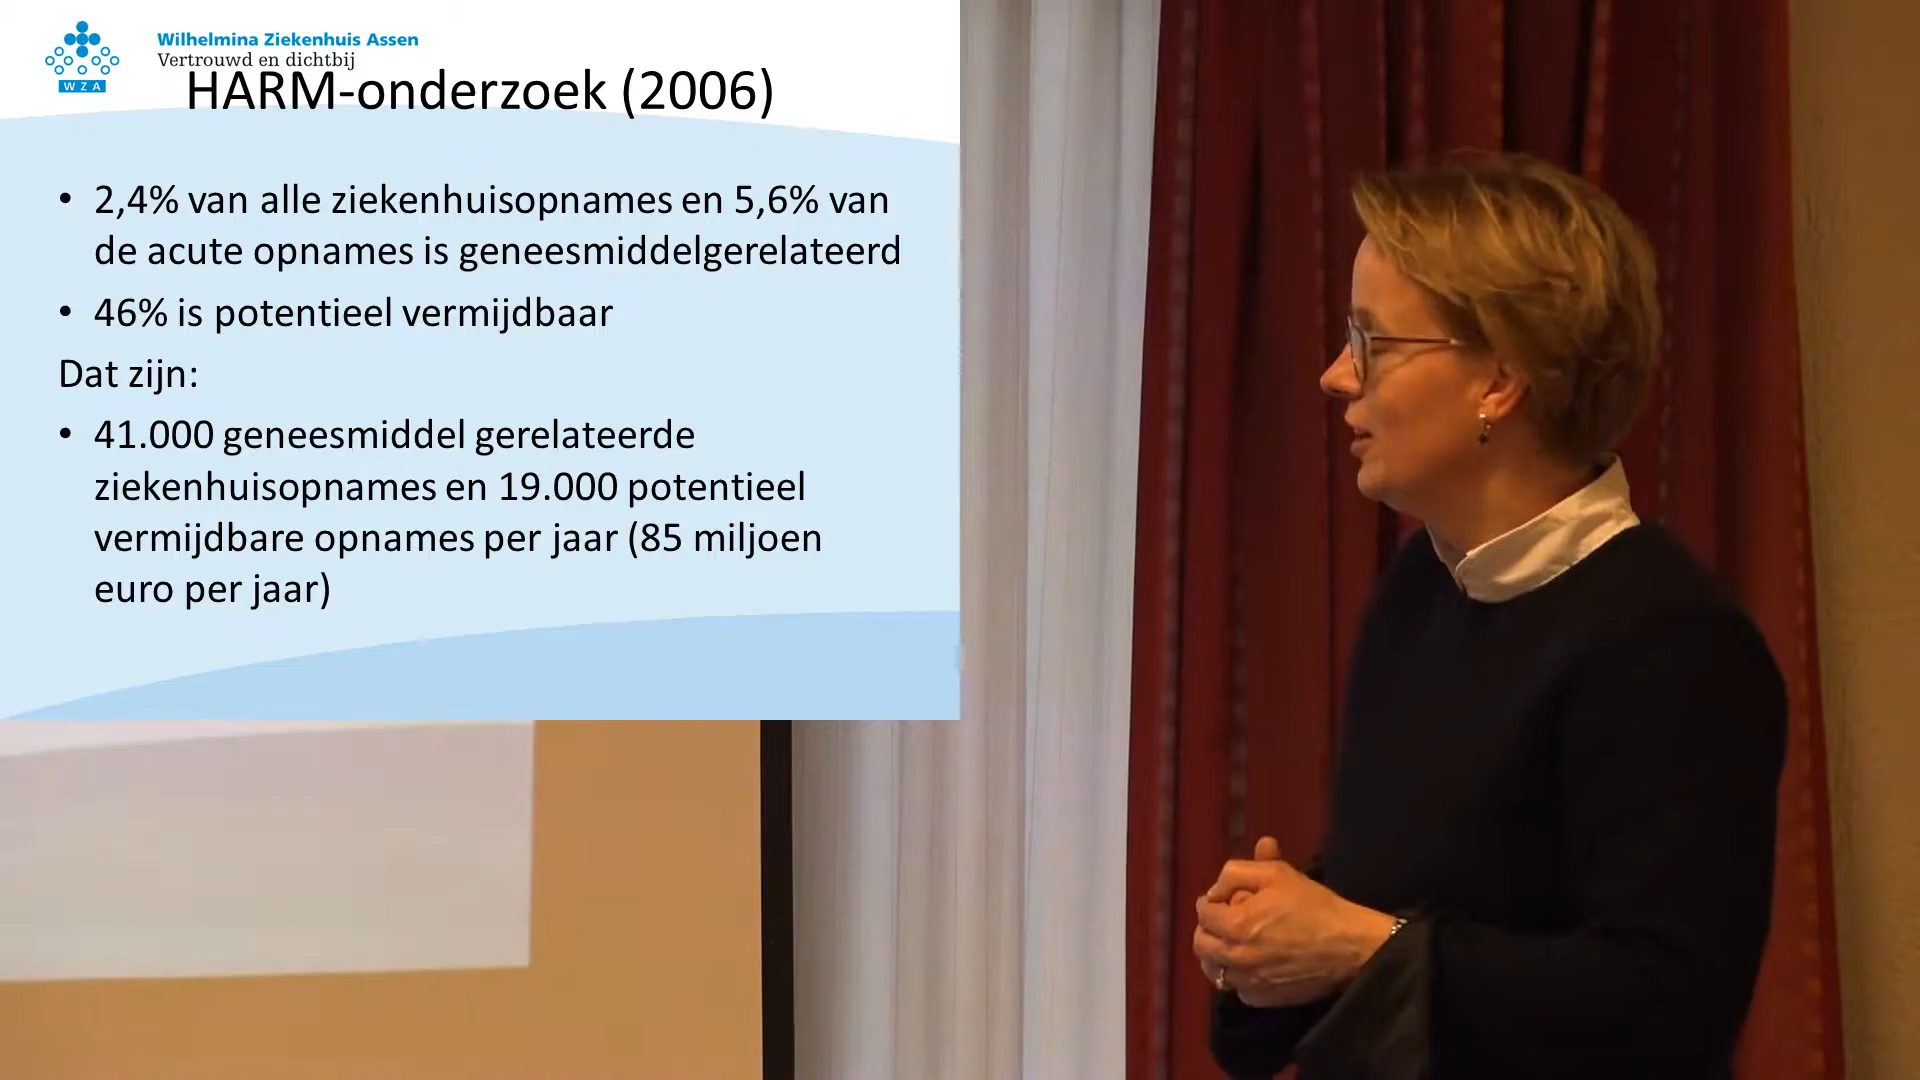 Wilhelmina Ziekenhuis Assen
Vertrouwd en dichtbij
WZA
HARM-onderzoek (2006)
• 2,4% van alle ziekenhuisopnames en 5,6% van
de acute opnames is geneesmiddelgerelateerd
• 46% is potentieel vermijdbaar
Dat zijn:
• 41.000 geneesmiddel gerelateerde
ziekenhuisopnames en 19.000 potentieel
vermijdbare opnames per jaar (85 miljoen
euro per jaar)